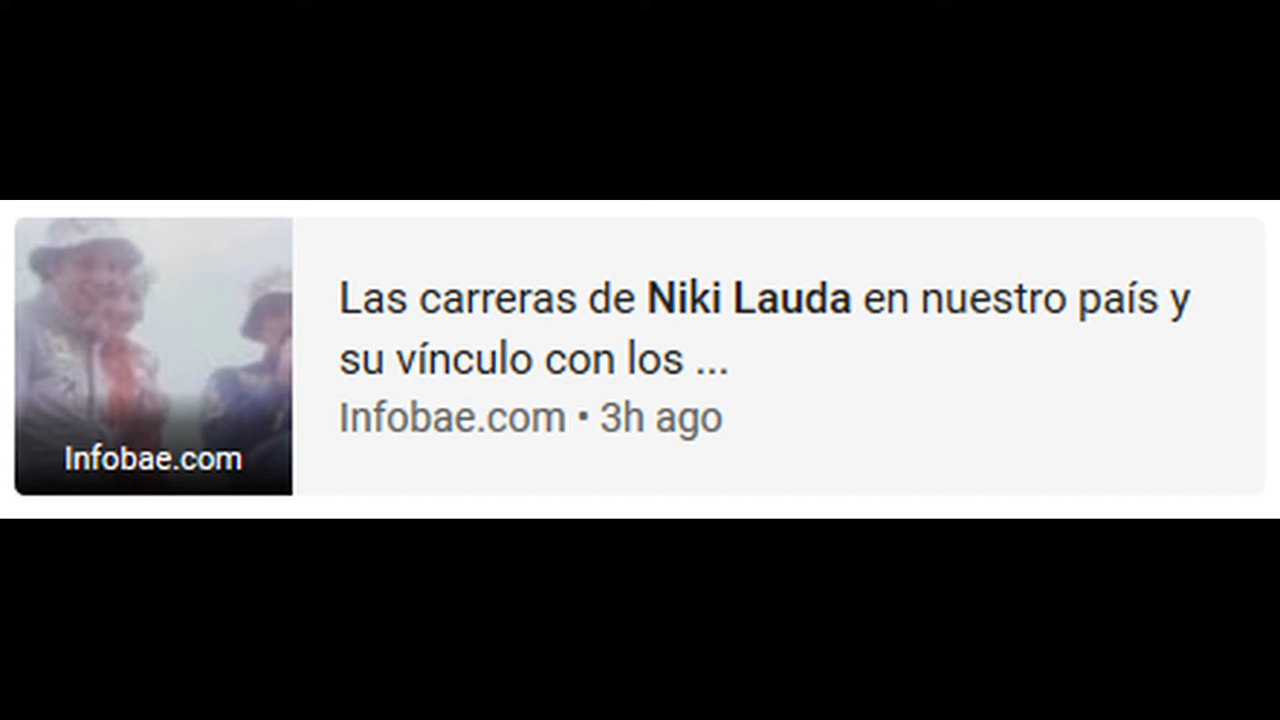 Las carreras de Niki Lauda en nuestro país y
su vínculo con los ...
Infobae.com • 3h ago
Infobae.com